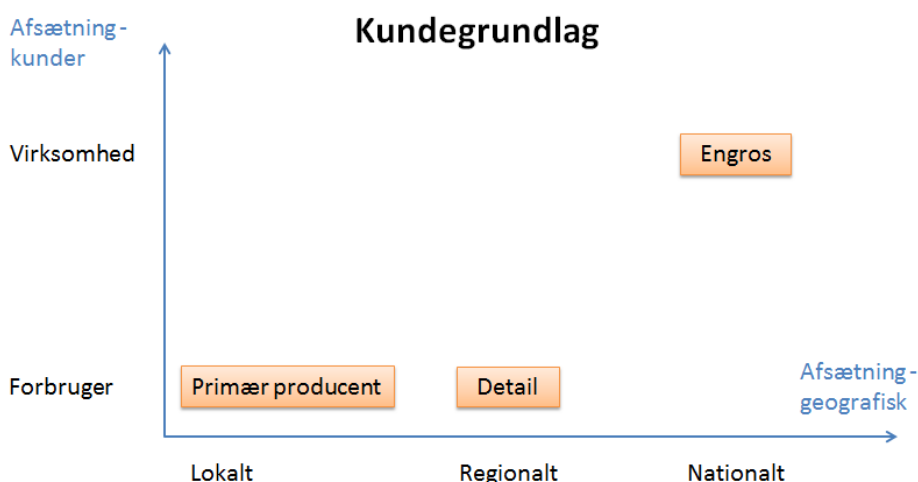 Afsætning -
kunder
Kundegrundlag
Virksomhed
Engros
Forbruger
Primær producent
Detail
Afsætning -
geografisk
Lokalt
Regionalt
Nationalt